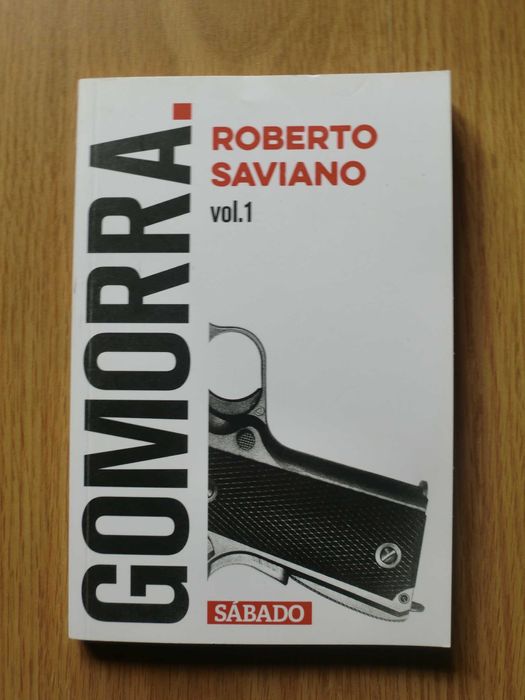 GOMORRA.
ROBERTO
SAVIANO
vol.1
SÁBADO